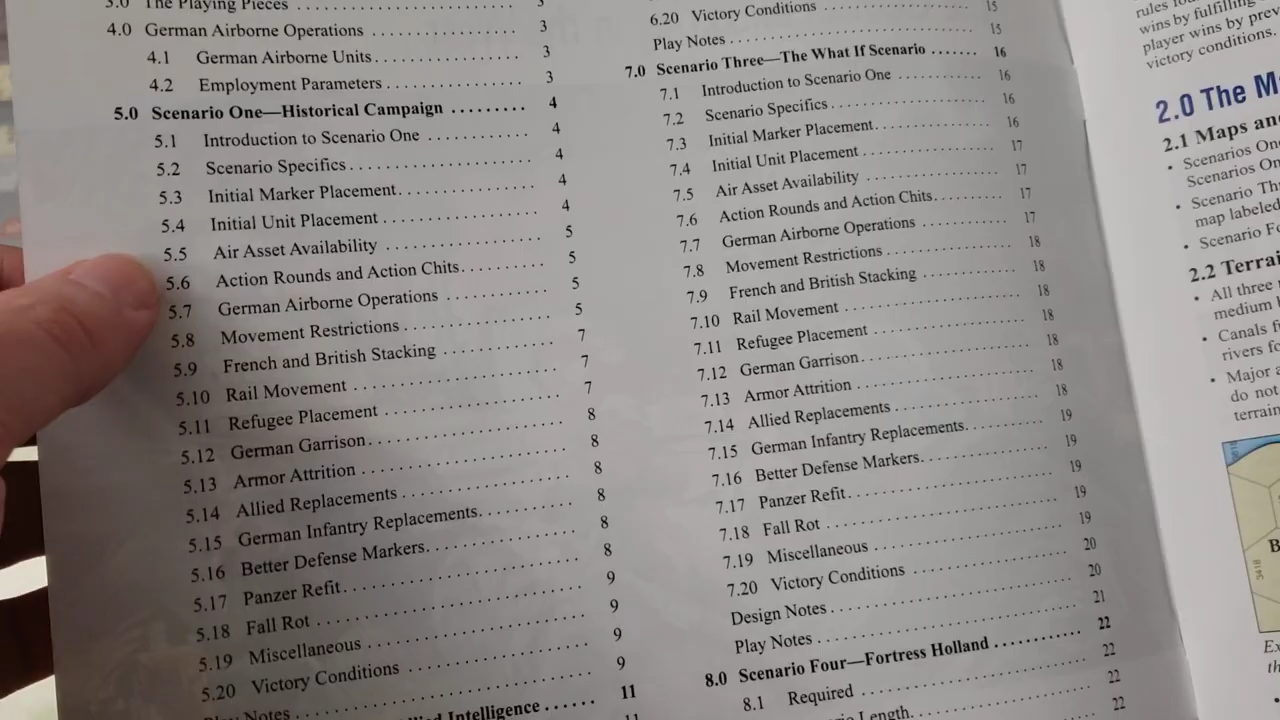 3.0 The Playing Pieces . . . . . . . . . . . . . . . . . . . . . . . . 3
4.0 German Airborne Operations . . . . . . . . . . . . . . . . 3
4.1 German Airborne Units . . . . . . . . . . . . . . . . . 3
4.2 Employment Parameters . . . . . . . . . . . . . . . . 3
5.0 Scenario One—Historical Campaign . . . . . . . . . 4
5.1 Introduction to Scenario One . . . . . . . . . . . . 4
5.2 Scenario Specifics . . . . . . . . . . . . . . . . . . . . . 4
5.3 Initial Marker Placement . . . . . . . . . . . . . . . . 4
5.4 Initial Unit Placement . . . . . . . . . . . . . . . . . . 4
5.5 Air Asset Availability . . . . . . . . . . . . . . . . . . 5
5.6 Action Rounds and Action Chits . . . . . . . . . . 5
5.7 German Airborne Operations . . . . . . . . . . . . 5
5.8 Movement Restrictions . . . . . . . . . . . . . . . . . 5
5.9 French and British Stacking . . . . . . . . . . . . . 7
5.10 Rail Movement . . . . . . . . . . . . . . . . . . . . . . . 7
5.11 Refugee Placement . . . . . . . . . . . . . . . . . . . . 7
5.12 German Garrison . . . . . . . . . . . . . . . . . . . . . 8
5.13 Armor Attrition . . . . . . . . . . . . . . . . . . . . . . 8
5.14 Allied Replacements . . . . . . . . . . . . . . . . . . . 8
5.15 German Infantry Replacements . . . . . . . . . . . 8
5.16 Better Defense Markers . . . . . . . . . . . . . . . . . 8
5.17 Panzer Refit . . . . . . . . . . . . . . . . . . . . . . . . . 8
5.18 Fall Rot . . . . . . . . . . . . . . . . . . . . . . . . . . . . 9
5.19 Miscellaneous . . . . . . . . . . . . . . . . . . . . . . . . 9
5.20 Victory Conditions . . . . . . . . . . . . . . . . . . . . 9
Play Notes . . . . . . . . . . . . . . . . . . . . . . . . . . . . . 9
Intelligence . . . . . . 11
11
6.20 Victory Conditions . . . . . . . . . . . . . . . . . . . . 15
Play Notes . . . . . . . . . . . . . . . . . . . . . . . . . . . . . 15
7.0 Scenario Three—The What If Scenario . . . . . . . 16
7.1 Introduction to Scenario One . . . . . . . . . . . . 16
7.2 Scenario Specifics . . . . . . . . . . . . . . . . . . . . . 16
7.3 Initial Marker Placement . . . . . . . . . . . . . . . . 16
7.4 Initial Unit Placement . . . . . . . . . . . . . . . . . . 17
7.5 Air Asset Availability . . . . . . . . . . . . . . . . . . 17
7.6 Action Rounds and Action Chits . . . . . . . . . . 17
7.7 German Airborne Operations . . . . . . . . . . . . 17
7.8 Movement Restrictions . . . . . . . . . . . . . . . . . 18
7.9 French and British Stacking . . . . . . . . . . . . . 18
7.10 Rail Movement . . . . . . . . . . . . . . . . . . . . . . . 18
7.11 Refugee Placement . . . . . . . . . . . . . . . . . . . . 18
7.12 German Garrison . . . . . . . . . . . . . . . . . . . . . 18
7.13 Armor Attrition . . . . . . . . . . . . . . . . . . . . . . 18
7.14 Allied Replacements . . . . . . . . . . . . . . . . . . . 18
7.15 German Infantry Replacements . . . . . . . . . . . 19
7.16 Better Defense Markers . . . . . . . . . . . . . . . . . 19
7.17 Panzer Refit . . . . . . . . . . . . . . . . . . . . . . . . . 19
7.18 Fall Rot . . . . . . . . . . . . . . . . . . . . . . . . . . . . 19
7.19 Miscellaneous . . . . . . . . . . . . . . . . . . . . . . . . 19
7.20 Victory Conditions . . . . . . . . . . . . . . . . . . . . 20
Design Notes . . . . . . . . . . . . . . . . . . . . . . . . . . . 20
Play Notes . . . . . . . . . . . . . . . . . . . . . . . . . . . . . 21
8.0 Scenario Four—Fortress Holland . . . . . . . . . . . 22
8.1 Required . . . . . . . . . . . . . . . . . . . . . . . . . . . 22
Length . . . . . . . . . . . . . . . . . . . . . . 22
22
rules
wins by fulfilling
player wins by
victory conditions.
2.0 The
2.1 Maps
• Scenarios
Scenarios
• Scenario
map labeled
• Scenario
2.2
• All three
medium
• Canals
rivers
• Major
do not
B
3418